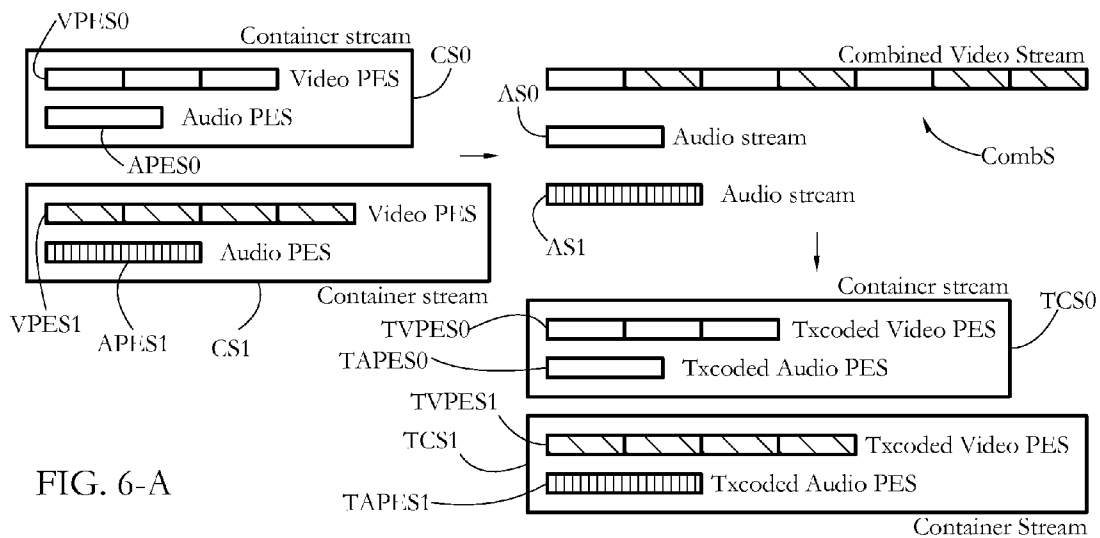 VPES0
Container stream
CS0
Video PES
Audio PES
APES0
Video PES
Audio PES
Container stream
VPES1
APES1
CS1
Combined Video Stream
AS0
Audio stream
CombS
Audio stream
AS1
Container stream
TCS0
TVPES0
Txcoded Video PES
TAPES0
Txcoded Audio PES
TVPES1
TCS1
Txcoded Video PES
TAPES1
Txcoded Audio PES
Container Stream
FIG. 6-A